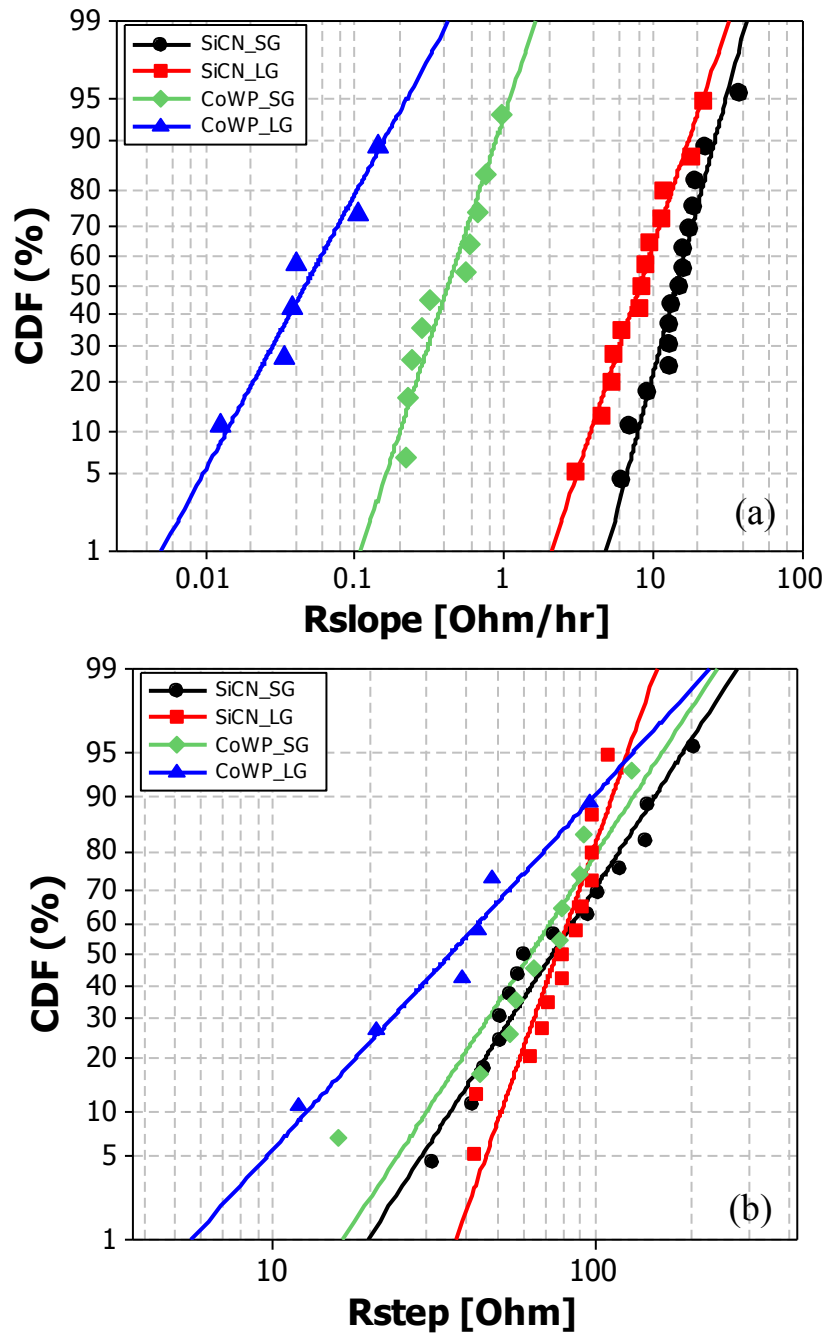 99
95
90
80
70
60
50
40
30
20
10
5
1
CDF (%)
SiCN_SG
SiCN_LG
CoWP_SG
CoWP_LG
(a)
0.01 0.1 1 10 100
Rslope [Ohm/hr]
99
95
90
80
70
60
50
40
30
20
10
5
1
CDF (%)
SiCN_SG
SiCN_LG
CoWP_SG
CoWP_LG
(b)
10 100
Rstep [Ohm]